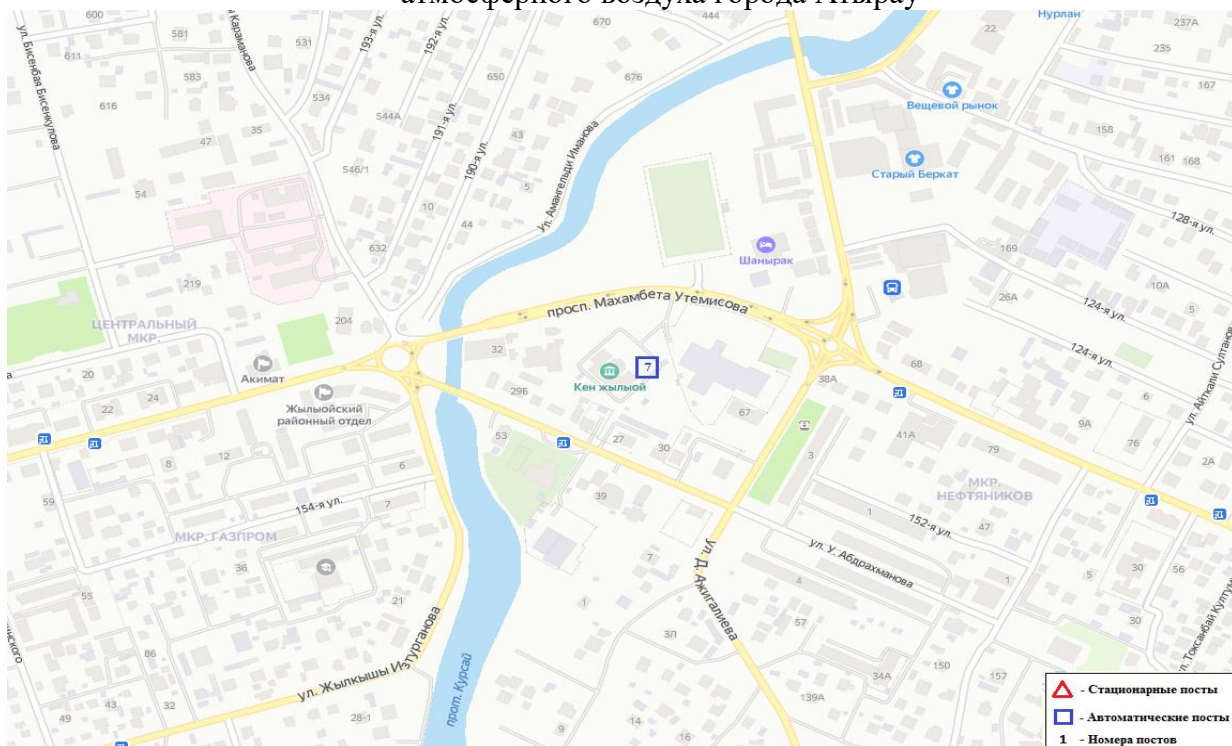 атмосферного воздуха города Атырау
Нурлан
237А
235
167
22
670
444
600
581
531
611
583
534
616
47
35
544А
650
676
43
546/1
54
10
44
5
632
ул. Бисенбая Бисенкулова
Караманова
193-я ул.
192-я ул.
191-я ул.
190-я ул.
ул. Амангельди Иманова
Вещевой рынок
158
161
168
Старый Беркат
128-я ул.
Шанырак
169
26А
10А
5
124-я ул.
124-я ул.
ул. Айткали Султанов
219
204
ЦЕНТРАЛЬНЫЙ
МКР.
просп. Махамбета Утемисова
32
7
Кен жылыой
29Б
Акимат
Жылыойский
районный отдел
20
22
24
68
38А
67
6
9А
76
2А
53
27
30
3
41А
79
12
8
6
59
7
154-я ул.
39
1
МКР.
НЕФТЯНИКОВ
152-я ул.
47
МКР. ГАЗПРОМ
36
7
ул. У. Абдрахманова
ул. Д. Ажигалиева
4
1
5
30
56
55
21
1
30
57
ул. Токсанбай Култум
3Л
86
150
157
139А
ул. Жылкышы Изтурганова
прот. Курсай
49
43
32
28-1
9
14
16
34
- Стационарные посты
- Автоматические посты
1 - Номера постов